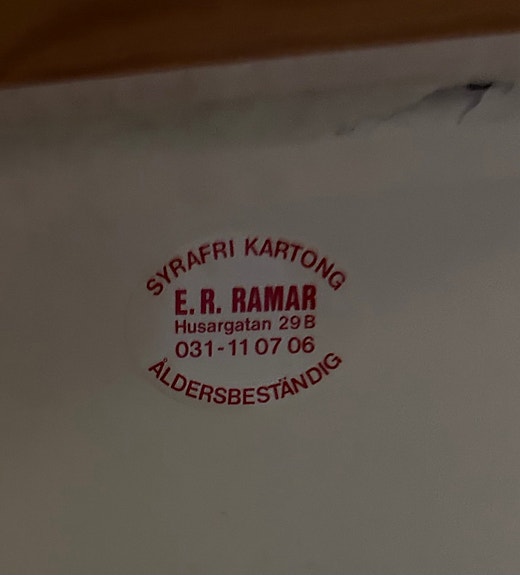 SYRAFRI KARTONG
E. R. RAMAR
Husargatan 29 B
031-11 07 06
ÅLDERSBESTÄNDIG